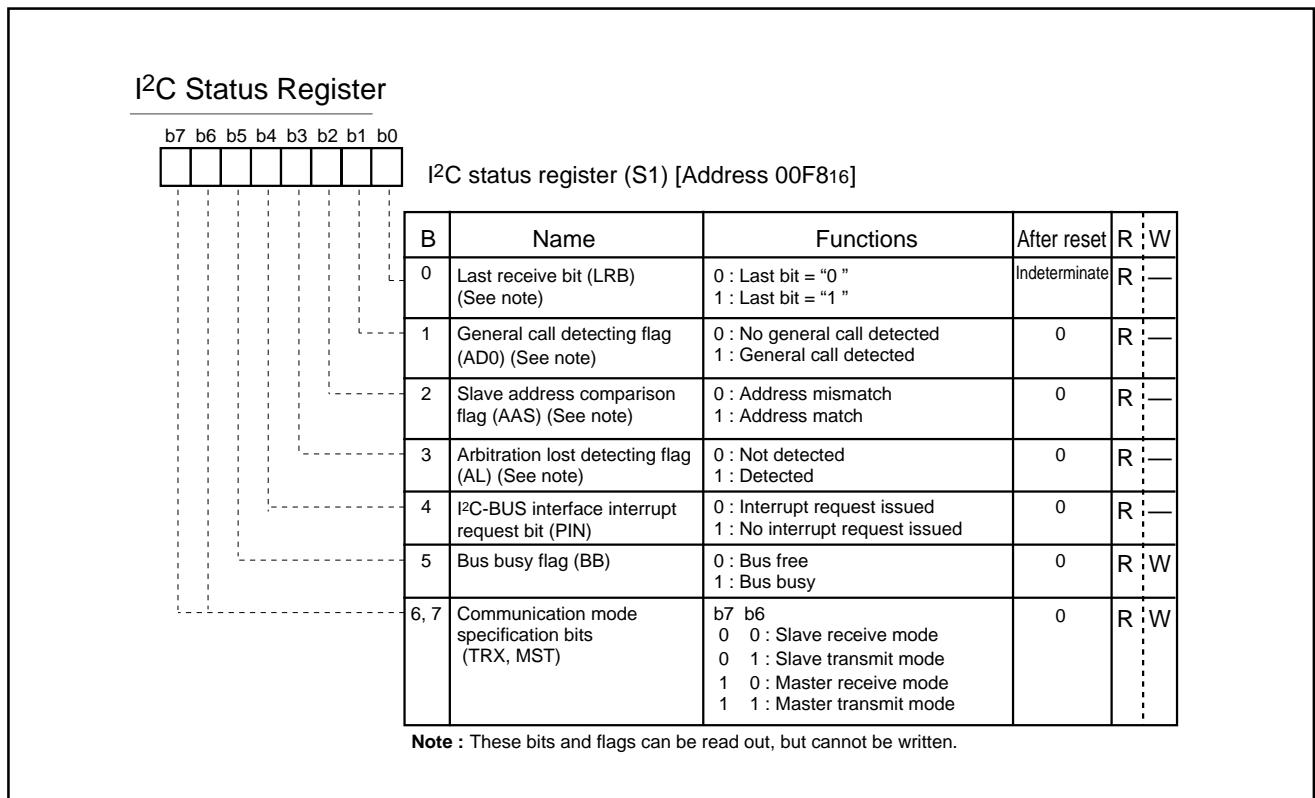 I2C Status Register
b7 b6 b5 b4 b3 b2 b1 b0
I2C status register (S1) [Address 00F816]
B Name Functions After reset R W
0 Last receive bit (LRB) (See note) 0 : Last bit = “0 ” Indeterminate R —
1 : Last bit = “1 ”
1 General call detecting flag (AD0) (See note) 0 : No general call detected 0 R —
1 : General call detected
2 Slave address comparison flag (AAS) (See note) 0 : Address mismatch 0 R —
1 : Address match
3 Arbitration lost detecting flag (AL) (See note) 0 : Not detected 0 R —
1 : Detected
4 I2C-BUS interface interrupt request bit (PIN) 0 : Interrupt request issued 0 R —
1 : No interrupt request issued
5 Bus busy flag (BB) 0 : Bus free 0 R W
1 : Bus busy
6, 7 Communication mode specification bits (TRX, MST) b7 b6 0 R W
0 0 : Slave receive mode
0 1 : Slave transmit mode
1 0 : Master receive mode
1 1 : Master transmit mode
Note : These bits and flags can be read out, but cannot be written.